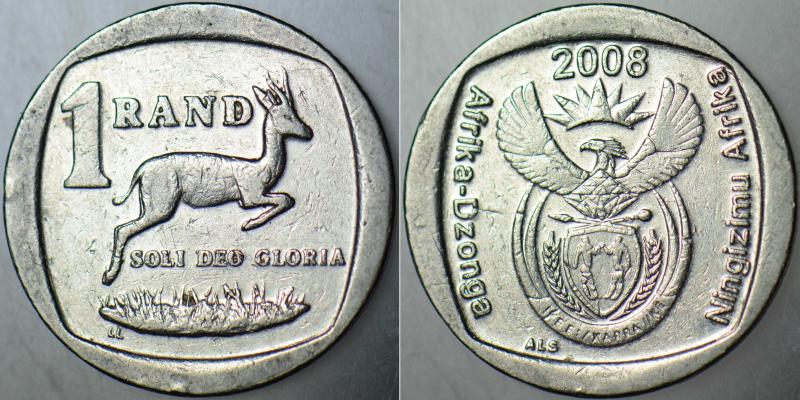 1 RAND
SOLI DEO GLORIA
LL
2008
Afrika-Dzonga
Ningizimu Afrika
ALS